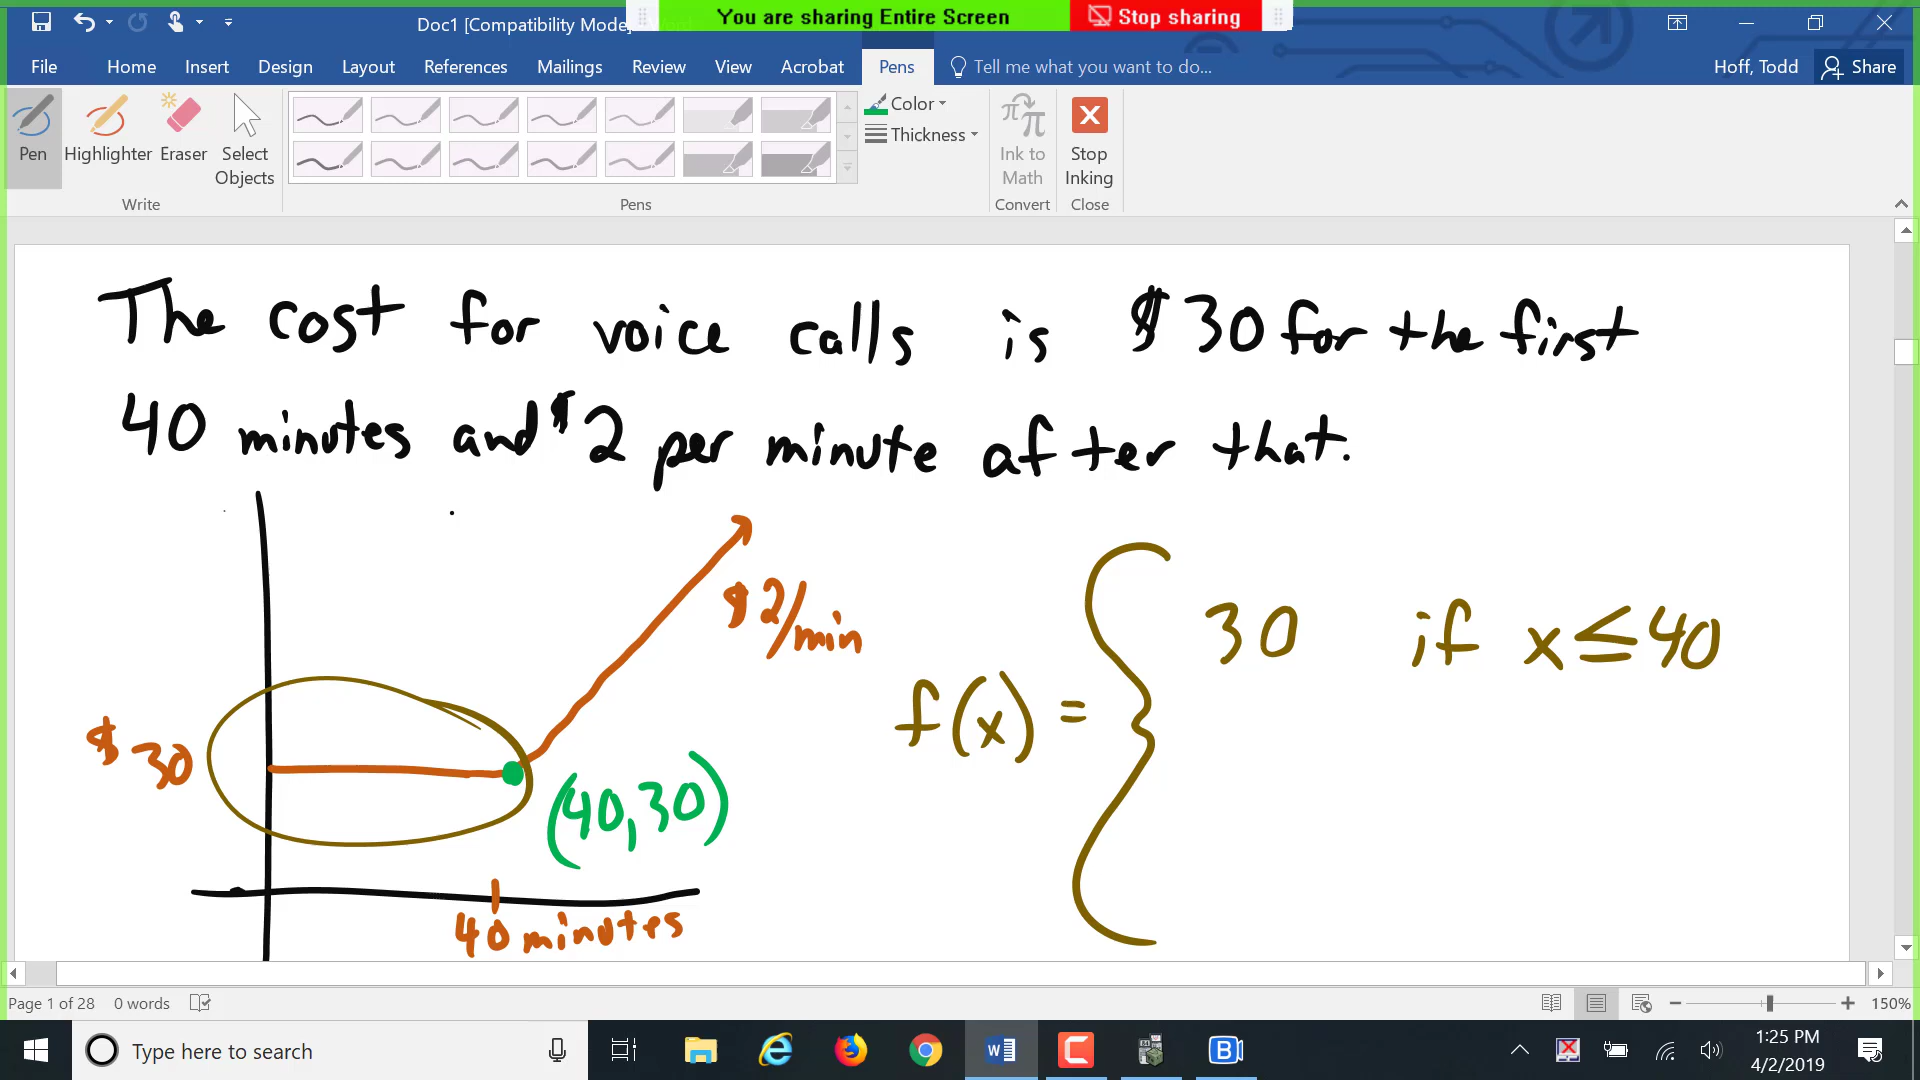 You are sharing Entire Screen
Stop sharing
Doc1 [Compatibility Mode]
File Home Insert Design Layout References Mailings Review View Acrobat Pens Tell me what you want to do... Hoff, Todd Share
Pen Highlighter Eraser Select Objects
Color
Thickness
Ink to Math
Stop Inking
Write Pens Convert Close
The cost for voice calls is $30 for the first
40 minutes and $2 per minute after that.
$2/min
30 if x≤40
f(x) =
$30
(40,30)
40 minutes
Page 1 of 28 0 words 150%
Type here to search
1:25 PM
4/2/2019